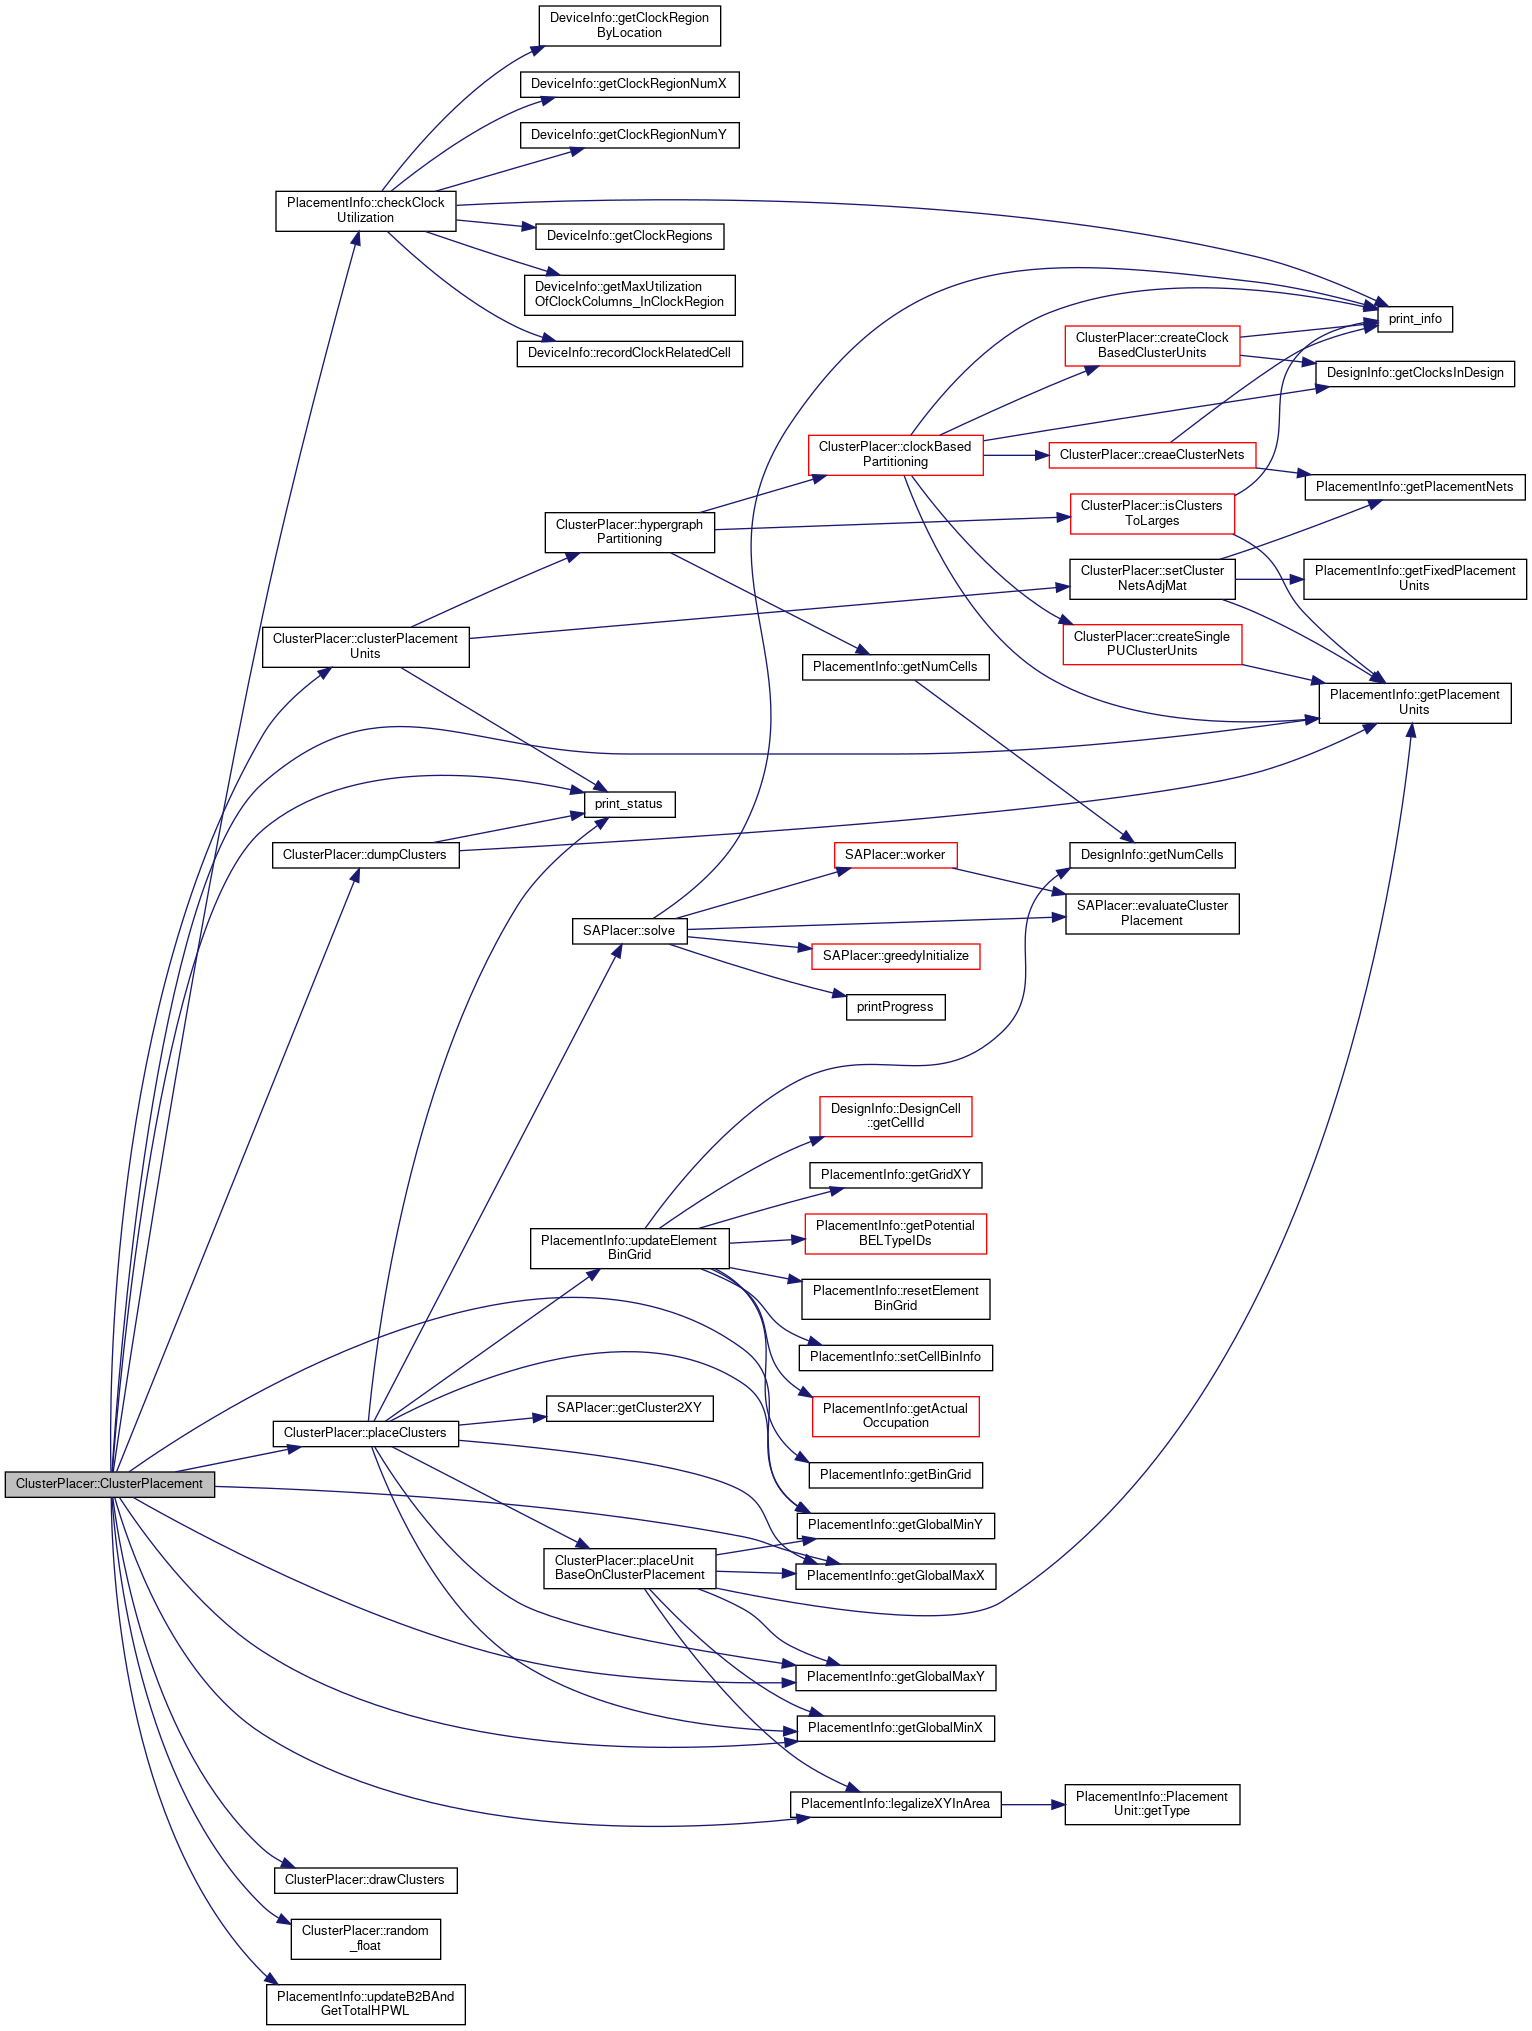 DeviceInfo::getClockRegion
ByLocation
DeviceInfo::getClockRegionNumX
DeviceInfo::getClockRegionNumY
PlacementInfo::checkClock
Utilization
DeviceInfo::getClockRegions
DeviceInfo::getMaxUtilization
OfClockColumns_InClockRegion
print_info
DeviceInfo::recordClockRelatedCell
ClusterPlacer::createClock
BasedClusterUnits
DesignInfo::getClocksInDesign
ClusterPlacer::clockBased
Partitioning
ClusterPlacer::creaeClusterNets
PlacementInfo::getPlacementNets
ClusterPlacer::isClusters
ToLarges
ClusterPlacer::hypergraph
Partitioning
ClusterPlacer::setCluster
NetsAdjMat
PlacementInfo::getFixedPlacement
Units
ClusterPlacer::clusterPlacement
Units
ClusterPlacer::createSingle
PUClusterUnits
PlacementInfo::getNumCells
PlacementInfo::getPlacement
Units
print_status
ClusterPlacer::dumpClusters
SAPlacer::worker
DesignInfo::getNumCells
SAPlacer::evaluateCluster
Placement
SAPlacer::solve
SAPlacer::greedyInitialize
printProgress
DesignInfo::DesignCell
::getCellId
PlacementInfo::getGridXY
PlacementInfo::updateElement
BinGrid
PlacementInfo::getPotential
BELTypeIDs
PlacementInfo::resetElement
BinGrid
PlacementInfo::setCellBinInfo
SAPlacer::getCluster2XY
PlacementInfo::getActual
Occupation
ClusterPlacer::placeClusters
PlacementInfo::getBinGrid
ClusterPlacer::ClusterPlacement
PlacementInfo::getGlobalMinY
ClusterPlacer::placeUnit
BaseOnClusterPlacement
PlacementInfo::getGlobalMaxX
PlacementInfo::getGlobalMaxY
PlacementInfo::getGlobalMinX
PlacementInfo::legalizeXYInArea
PlacementInfo::Placement
Unit::getType
ClusterPlacer::drawClusters
ClusterPlacer::random
_float
PlacementInfo::updateB2BAnd
GetTotalHPWL